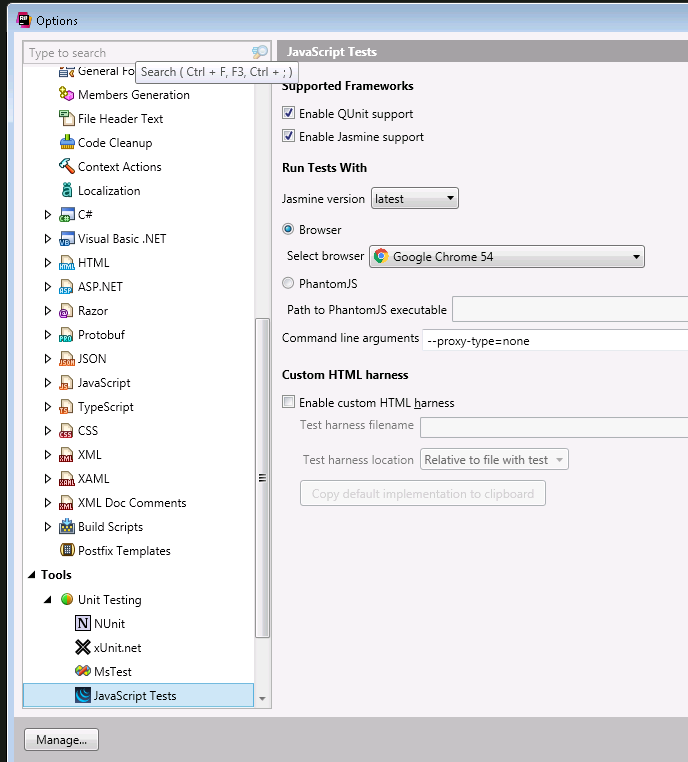 Options
Type to search
Search ( Ctrl + F, F3, Ctrl + ; )
General Fo
Members Generation
File Header Text
Code Cleanup
Context Actions
Localization
C#
Visual Basic .NET
HTML
ASP.NET
Razor
Protobuf
JSON
JavaScript
TypeScript
CSS
XML
XAML
XML Doc Comments
Build Scripts
Postfix Templates
Tools
Unit Testing
NUnit
xUnit.net
MsTest
JavaScript Tests
Manage...
JavaScript Tests
Supported Frameworks
Enable QUnit support
Enable Jasmine support
Run Tests With
Jasmine version latest
Browser
Select browser Google Chrome 54
PhantomJS
Path to PhantomJS executable
Command line arguments --proxy-type=none
Custom HTML harness
Enable custom HTML harness
Test harness filename
Test harness location Relative to file with test
Copy default implementation to clipboard